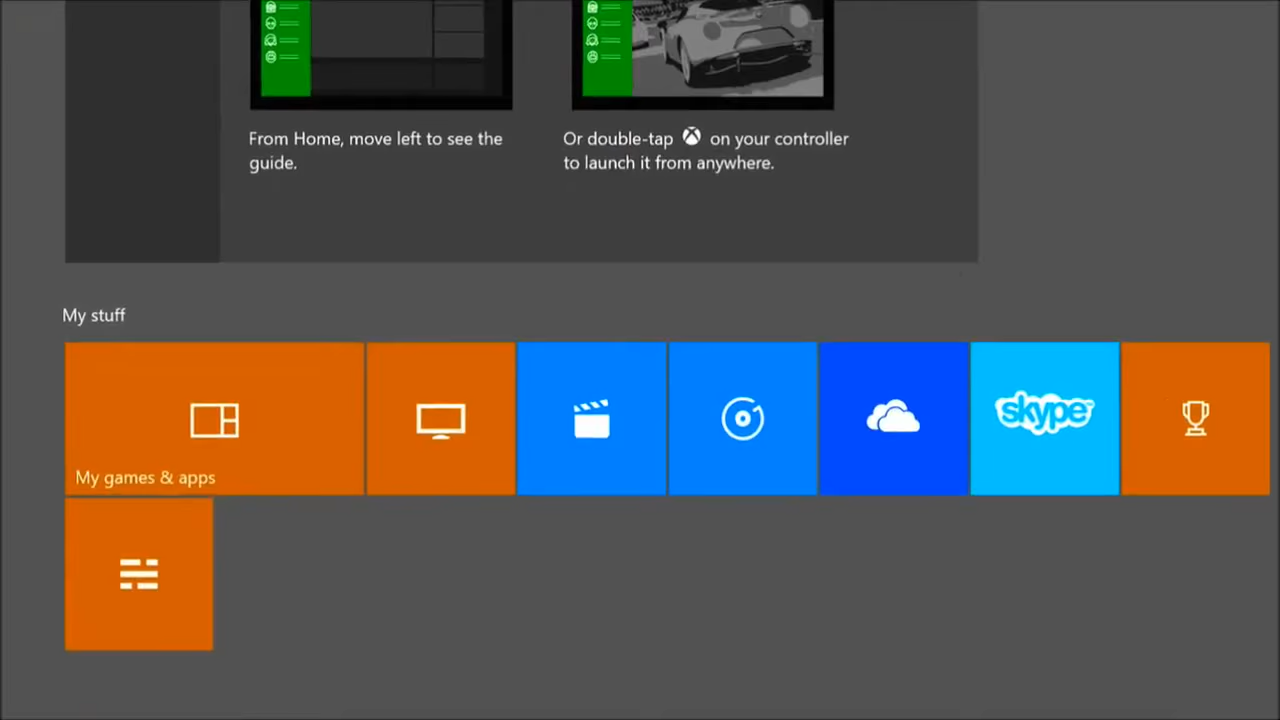 From Home, move left to see the
guide.
Or double-tap on your controller
to launch it from anywhere.
My stuff
skype™
My games & apps